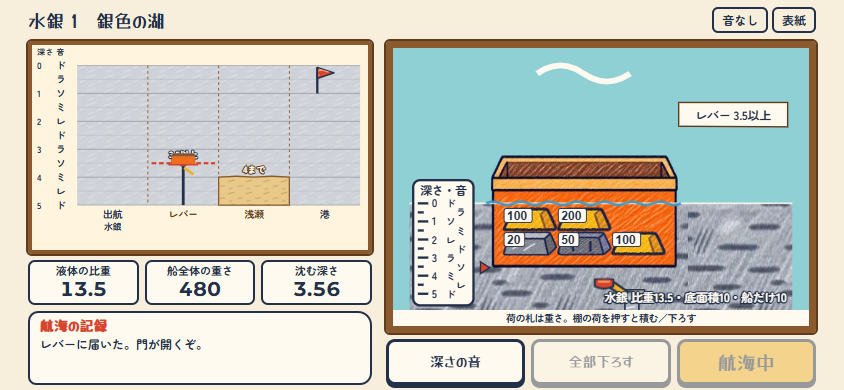 水銀 1　銀色の湖
音なし
表紙
深さ 音
0 ド
ラ
1 ソ
ミ
2 レ
ド
3 ラ
ソ
4 ミ
レ
5 ド
4まで
出航 レバー 浅瀬 港
水銀
レバー 3.5以上
深さ・音
0 ド
ラ
1 ソ
ミ
2 レ
ド
3 ラ
ソ
4 ミ
レ
5 ド
100 200
20 50 100
水銀 比重13.5・底面積10・船だけ10
荷の札は重さ。棚の荷を押すと積む／下ろす
液体の比重
13.5
船全体の重さ
480
沈む深さ
3.56
航海の記録
レバーに届いた。門が開くぞ。
深さの音
全部下ろす
航海中